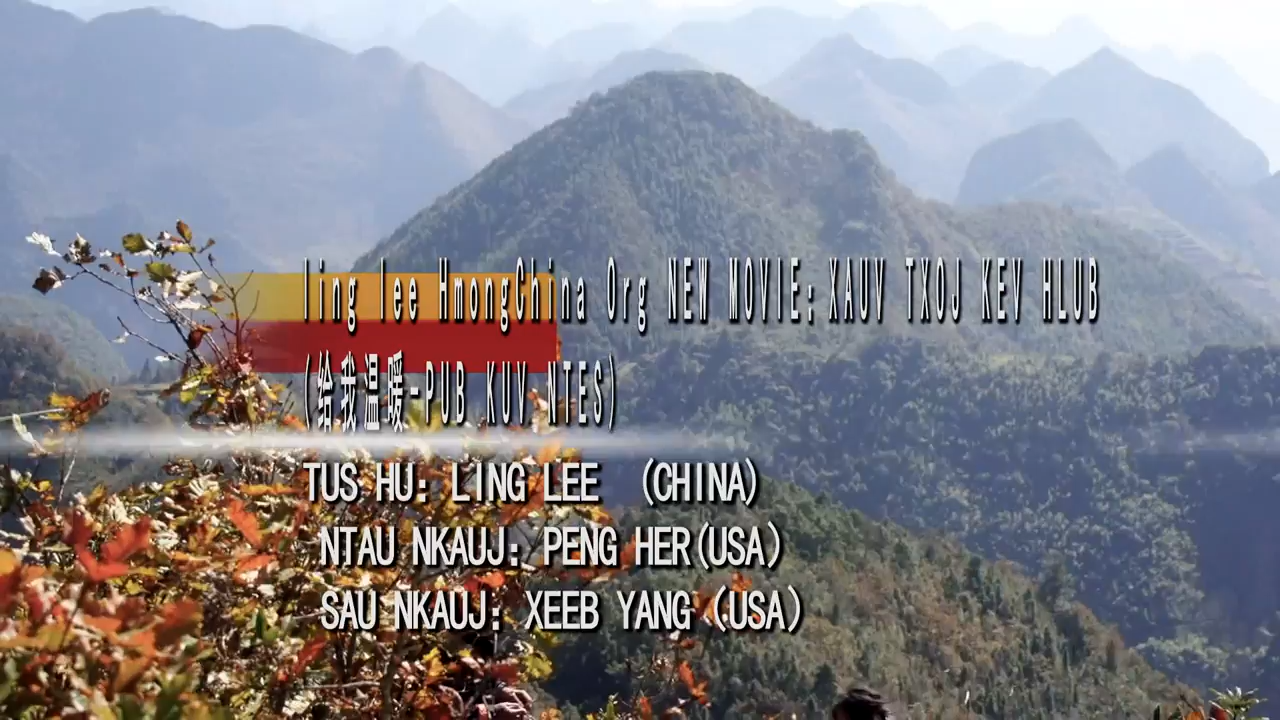 ling lee HmongChina Org NEW MOVIE:XAUV TXOJ KEV HLUB
(给我温暖-PUB KUV NTES)
TUS HU: LING LEE (CHINA)
NTAU NKAUJ: PENG HER(USA)
SAU NKAUJ: XEEB YANG (USA)